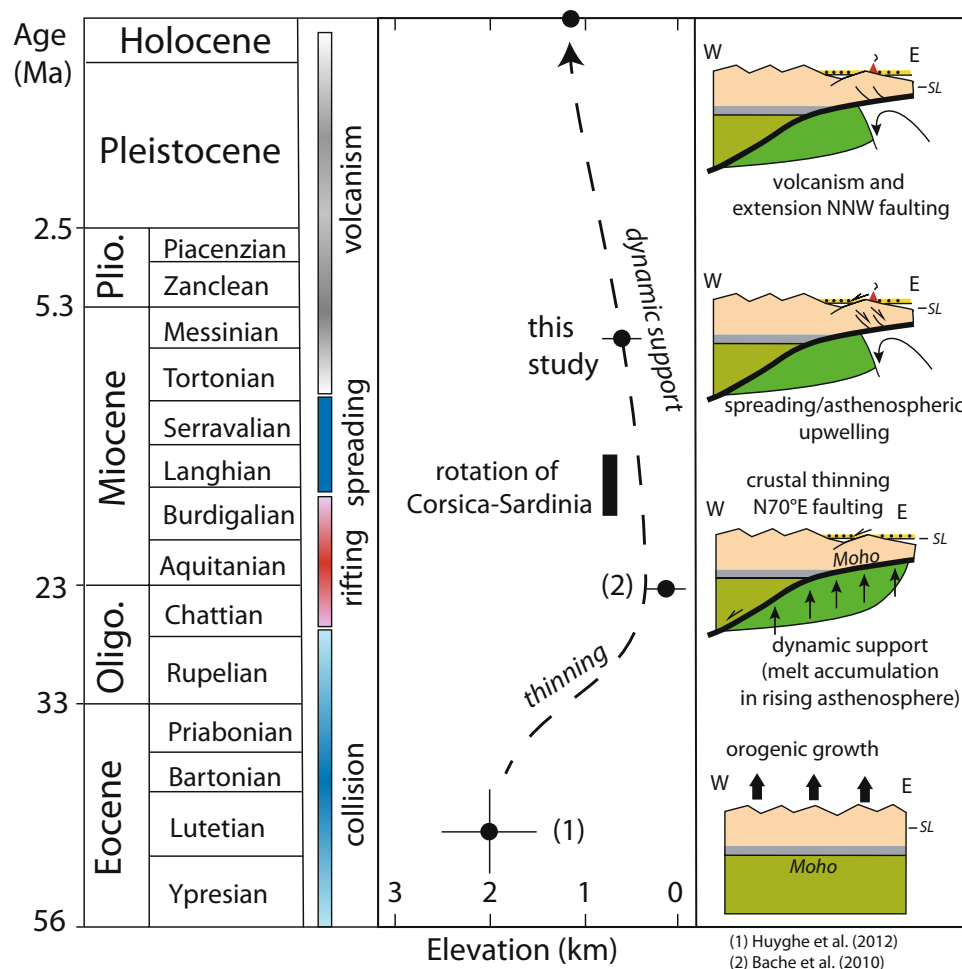 Age
(Ma)
Holocene
Pleistocene
2.5
Plio.
Piacenzian
Zanclean
5.3
Miocene
Messinian
Tortonian
Serravalian
Langhian
Burdigalian
Aquitanian
23
Oligo.
Chattian
Rupelian
33
Eocene
Priabonian
Bartonian
Lutetian
Ypresian
56
volcanism
spreading
rifting
collision
dynamic support
this
study
rotation of
Corsica-Sardinia
(2)
thinning
(1)
3 2 1 0
Elevation (km)
W E
SL
volcanism and
extension NNW faulting
W E
SL
spreading/asthenospheric
upwelling
crustal thinning
N70°E faulting
W E
SL
Moho
dynamic support
(melt accumulation
in rising asthenosphere)
orogenic growth
W E
SL
Moho
(1) Huyghe et al. (2012)
(2) Bache et al. (2010)